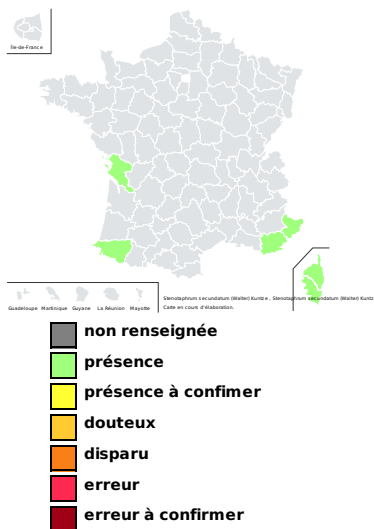 Île-de-France
Guadeloupe Martinique Guyane La Réunion Mayotte
Stenotaphrum secundatum (Walter) Kuntze , Stenotaphrum secundatum (Walter) Kuntz
Carte en cours d'élaboration.
non renseignée
présence
présence à confimer
douteux
disparu
erreur
erreur à confirmer